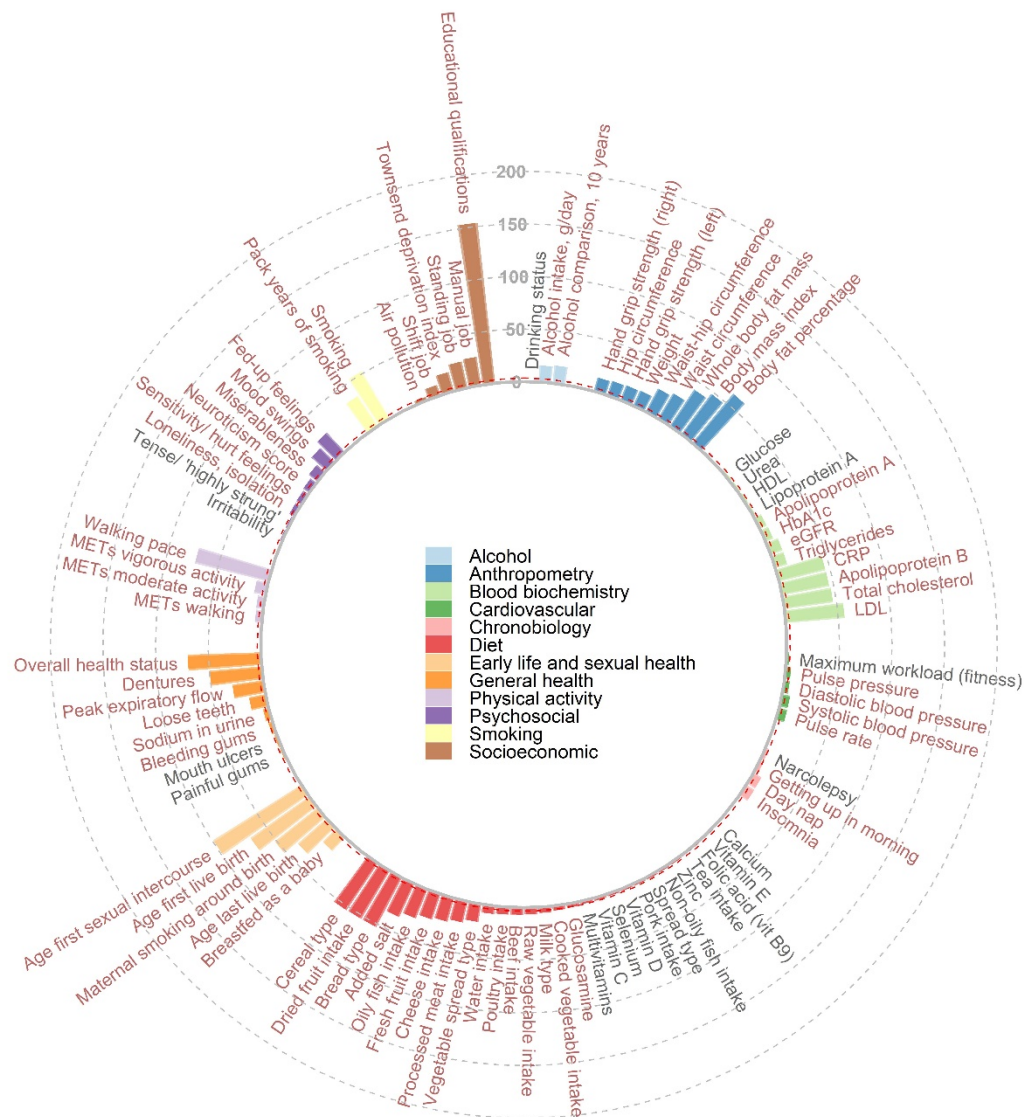 200
150
100
50
0
Drinking status
Alcohol intake, g/day
Alcohol comparison, 10 years
Hand grip strength (right)
Hip circumference
Hand grip strength (left)
Weight
Waist-hip circumference
Waist circumference
Whole body fat mass
Body mass index
Body fat percentage
Glucose
Urea
HDL
Lipoprotein A
Apolipoprotein A
HbA1c
eGFR
Triglycerides
CRP
Apolipoprotein B
Total cholesterol
LDL
Maximum workload (fitness)
Pulse pressure
Diastolic blood pressure
Systolic blood pressure
Pulse rate
Narcolepsy
Getting up in morning
Day nap
Insomnia
Calcium
Vitamin E
Folic acid (vit B9)
Tea intake
Zinc
Non-oily fish intake
Spread type
Pork intake
Vitamin D
Selenium
Vitamin C
Multivitamins
Glucosamine
Cooked vegetable intake
Milk type
Raw vegetable intake
Beef intake
Poultry intake
Water intake
Vegetable spread type
Processed meat intake
Cheese intake
Fresh fruit intake
Oily fish intake
Added salt
Bread type
Dried fruit intake
Cereal type
Breastfed as a baby
Age last live birth
Maternal smoking around birth
Age first live birth
Age first sexual intercourse
Painful gums
Mouth ulcers
Bleeding gums
Sodium in urine
Loose teeth
Peak expiratory flow
Dentures
Overall health status
METs walking
METs moderate activity
METs vigorous activity
Walking pace
Irritability
Tense/ 'highly strung'
Loneliness, isolation
Sensitivity/ hurt feelings
Neuroticism score
Miserableness
Mood swings
Fed-up feelings
Pack years of smoking
Smoking
Air pollution
Shift job
Townsend deprivation index
Standing job
Manual job
Educational qualifications
Alcohol
Anthropometry
Blood biochemistry
Cardiovascular
Chronobiology
Diet
Early life and sexual health
General health
Physical activity
Psychosocial
Smoking
Socioeconomic